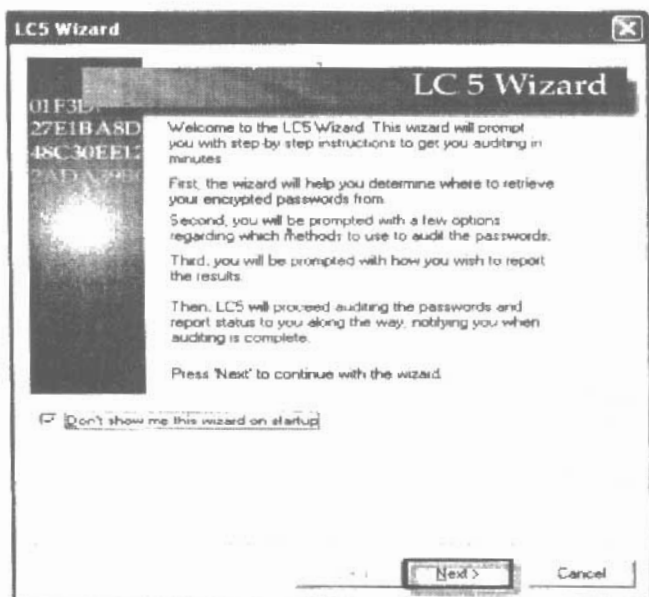 LC5 Wizard
LC 5 Wizard
01F3D
27E1BA8D
48C30EE12
2ADA39B0
Welcome to the LC5 Wizard. This wizard will prompt
you with step by step instructions to get you auditing in
minutes
First, the wizard will help you determine where to retrieve
your encrypted passwords from
Second, you will be prompted with a few options
regarding which methods to use to audit the passwords.
Third, you will be prompted with how you wish to report
the results
Then, LC5 will proceed auditing the passwords and
report status to you along the way, notifying you when
auditing is complete.
Press 'Next' to continue with the wizard.
Don't show me this wizard on startup
Next >
Cancel